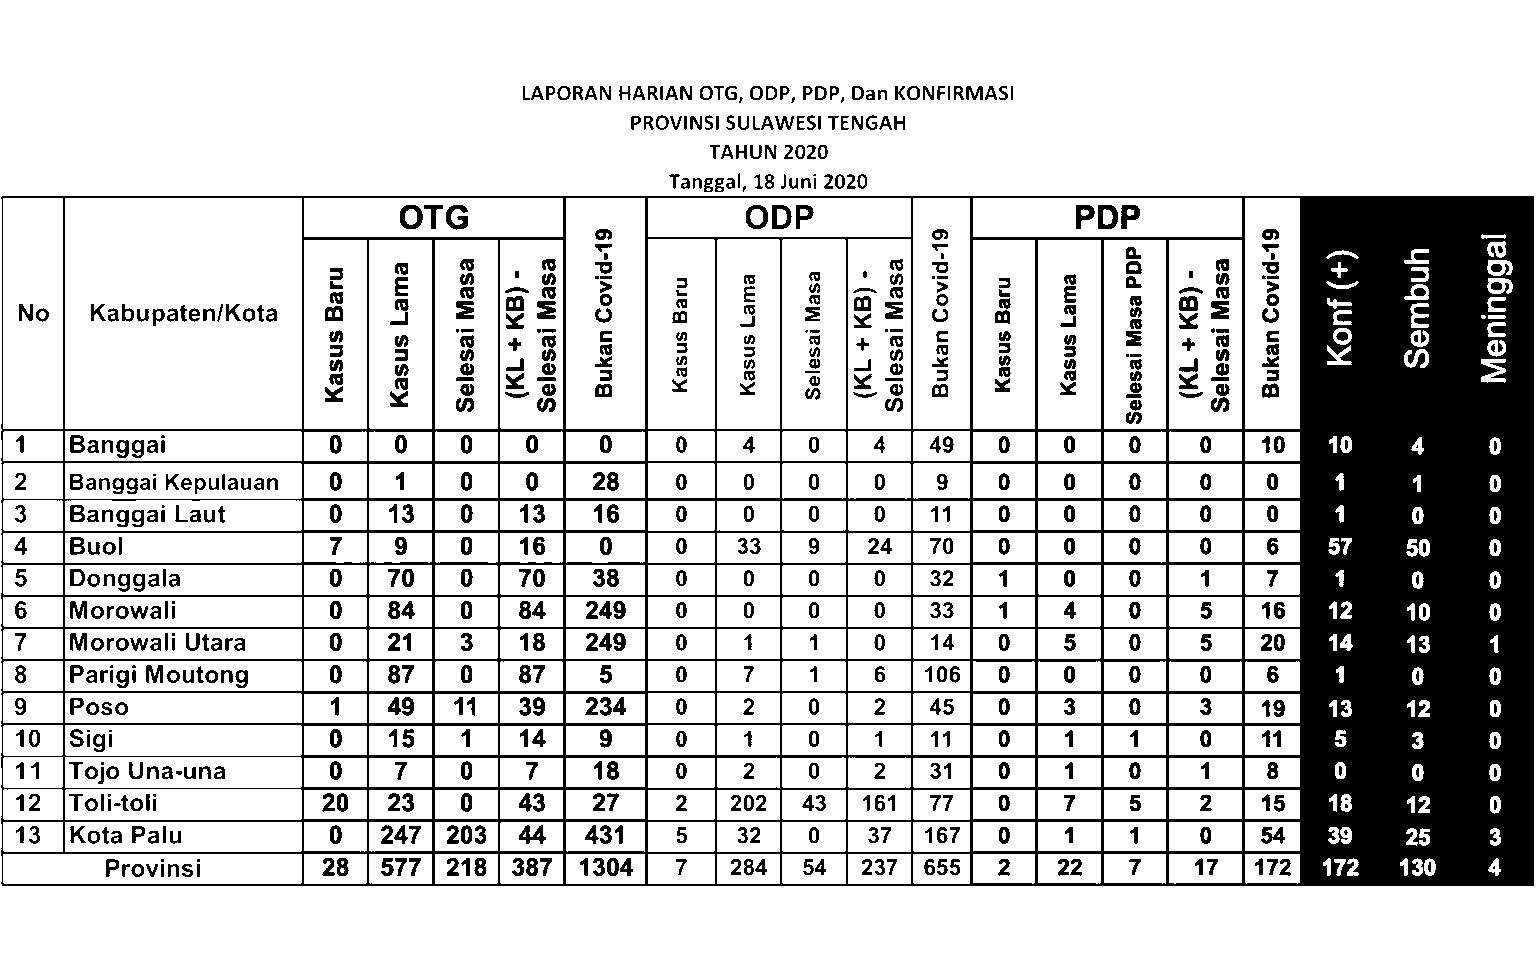 LAPORAN HARIAN OTG, ODP, PDP, Dan KONFIRMASI
PROVINSI SULAWESI TENGAH
TAHUN 2020
Tanggal, 18 Juni 2020
No Kabupaten/Kota OTG Bukan Covid-19 ODP Bukan Covid-19 PDP Bukan Covid-19 Konf (+) Sembuh Meninggal
Kasus Baru Kasus Lama Selesai Masa (KL + KB) - Selesai Masa Kasus Baru Kasus Lama Selesai Masa (KL + KB) - Selesai Masa Kasus Baru Kasus Lama Selesai Masa PDP (KL + KB) - Selesai Masa
1 Banggai 0 0 0 0 0 0 4 0 4 49 0 0 0 0 10 10 4 0
2 Banggai Kepulauan 0 1 0 0 28 0 0 0 0 9 0 0 0 0 0 1 1 0
3 Banggai Laut 0 13 0 13 16 0 0 0 0 11 0 0 0 0 0 1 0 0
4 Buol 7 9 0 16 0 0 33 9 24 70 0 0 0 0 6 57 50 0
5 Donggala 0 70 0 70 38 0 0 0 0 32 1 0 0 1 7 1 0 0
6 Morowali 0 84 0 84 249 0 0 0 0 33 1 4 0 5 16 12 10 0
7 Morowali Utara 0 21 3 18 249 0 1 1 0 14 0 5 0 5 20 14 13 1
8 Parigi Moutong 0 87 0 87 5 0 7 1 6 106 0 0 0 0 6 1 0 0
9 Poso 1 49 11 39 234 0 2 0 2 45 0 3 0 3 19 13 12 0
10 Sigi 0 15 1 14 9 0 1 0 1 11 0 1 1 0 11 5 3 0
11 Tojo Una-una 0 7 0 7 18 0 2 0 2 31 0 1 0 1 8 0 0 0
12 Toli-toli 20 23 0 43 27 2 202 43 161 77 0 7 5 2 15 18 12 0
13 Kota Palu 0 247 203 44 431 5 32 0 37 167 0 1 1 0 54 39 25 3
Provinsi 28 577 218 387 1304 7 284 54 237 655 2 22 7 17 172 172 130 4